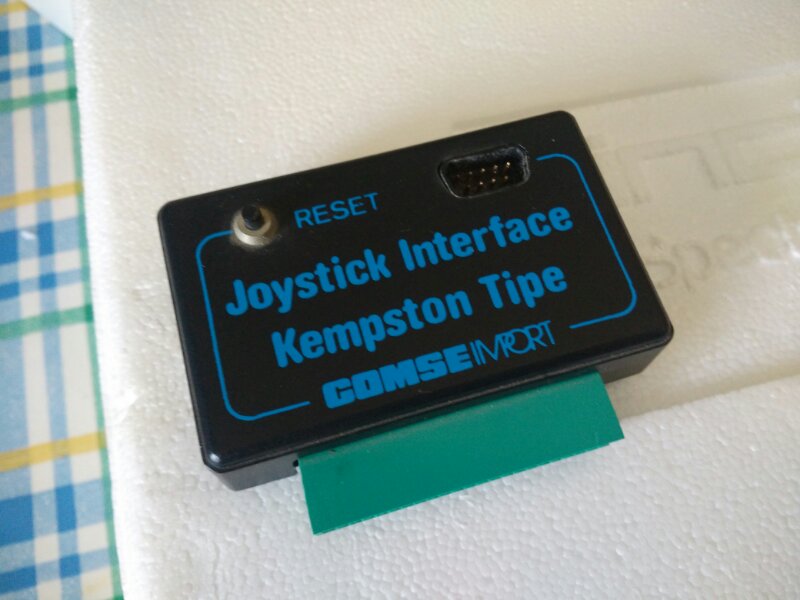 RESET
Joystick Interface
Kempston Tipe
COMSE IMPORT